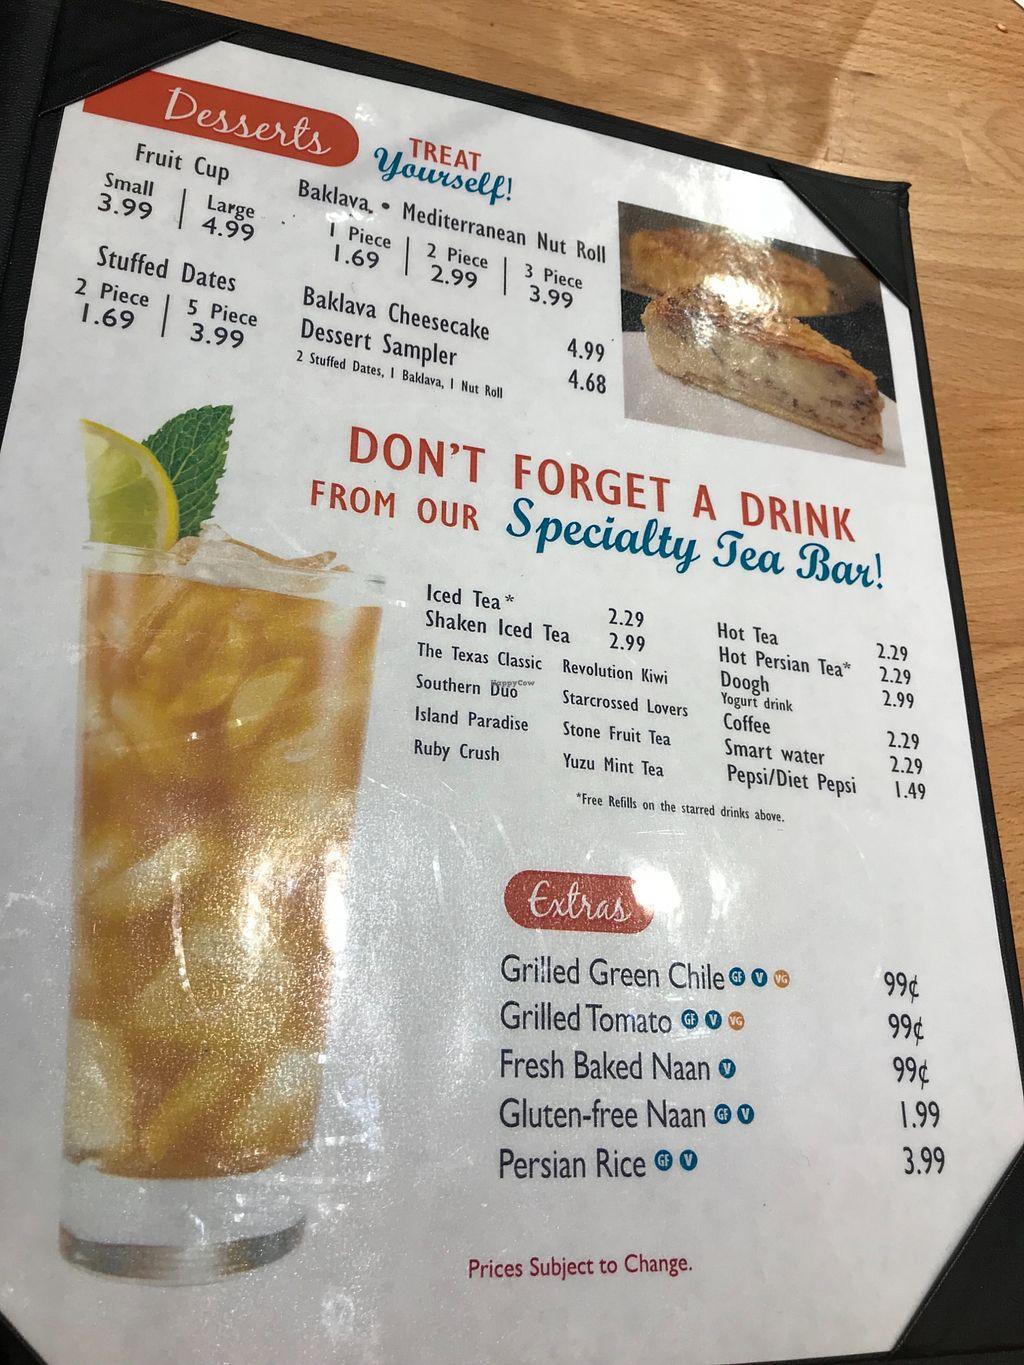 Desserts
TREAT
Yourself!
Fruit Cup
Small | Large
3.99 | 4.99
Stuffed Dates
2 Piece | 5 Piece
1.69 | 3.99
Baklava, • Mediterranean Nut Roll
1 Piece | 2 Piece | 3 Piece
1.69 | 2.99 | 3.99
Baklava Cheesecake 4.99
Dessert Sampler 4.68
2 Stuffed Dates, 1 Baklava, 1 Nut Roll
DON'T FORGET A DRINK
FROM OUR Specialty Tea Bar!
Iced Tea* 2.29
Shaken Iced Tea 2.99
The Texas Classic
Southern Duo
Island Paradise
Ruby Crush
Revolution Kiwi
Starcrossed Lovers
Stone Fruit Tea
Yuzu Mint Tea
HappyCow
Hot Tea 2.29
Hot Persian Tea* 2.29
Doogh 2.99
Yogurt drink
Coffee 2.29
Smart water 2.29
Pepsi/Diet Pepsi 1.49
*Free Refills on the starred drinks above.
Extras
Grilled Green Chile GF V VG 99¢
Grilled Tomato GF V VG 99¢
Fresh Baked Naan V 99¢
Gluten-free Naan GF V 1.99
Persian Rice GF V 3.99
Prices Subject to Change.